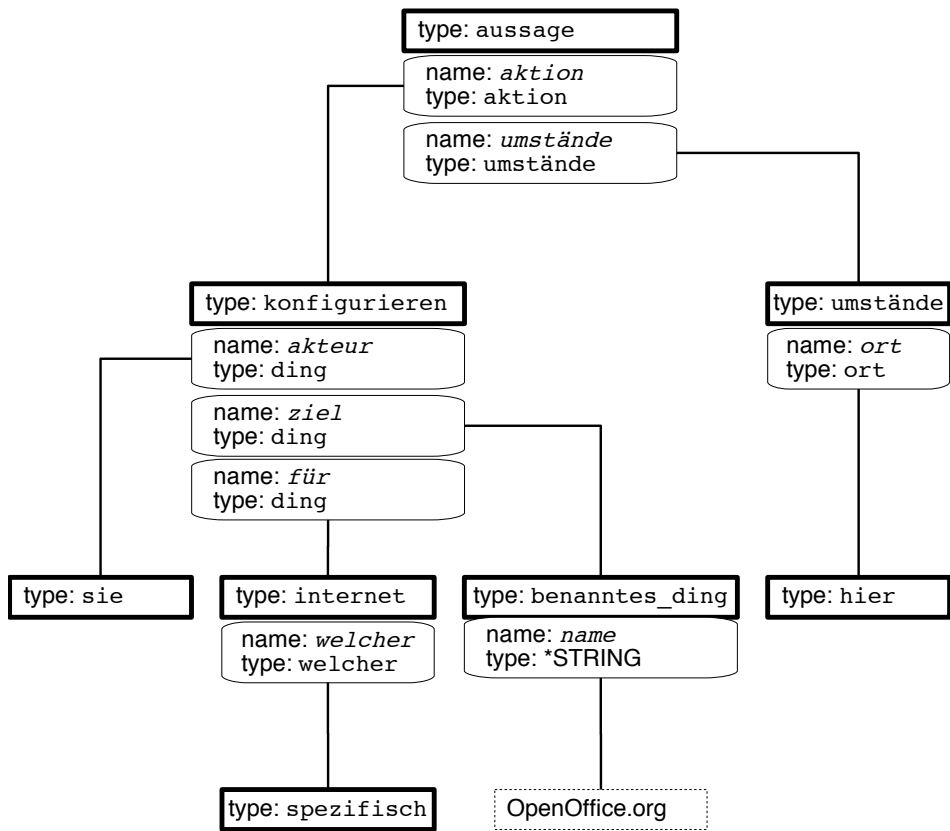 type: aussage
name: aktion
type: aktion
name: umstände
type: umstände
type: konfigurieren
name: akteur
type: ding
name: ziel
type: ding
name: für
type: ding
type: umstände
name: ort
type: ort
type: sie
type: internet
name: welcher
type: welcher
type: benanntes_ding
name: name
type: *STRING
type: hier
type: spezifisch
OpenOffice.org